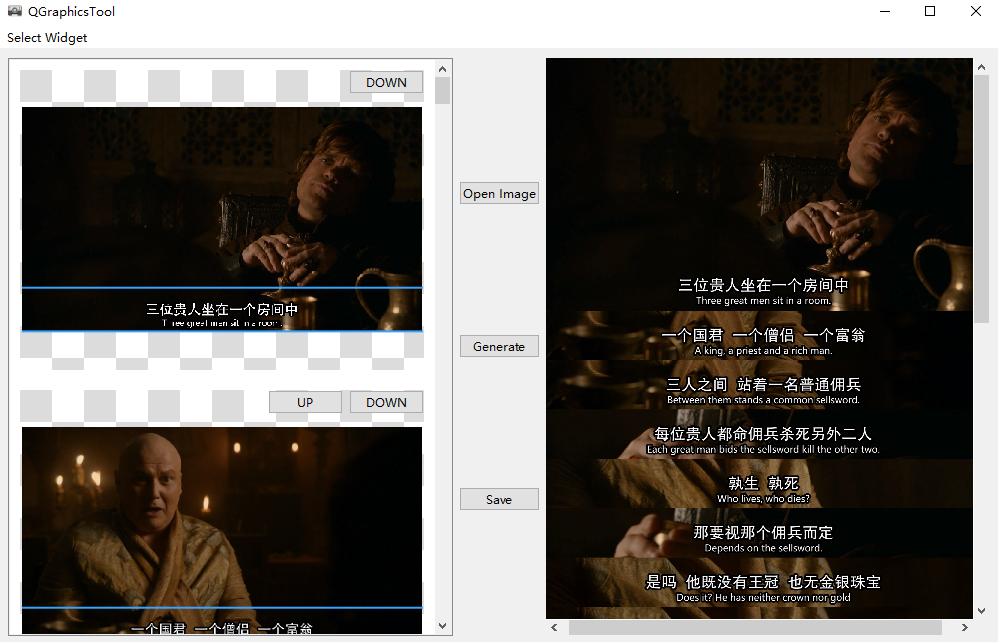 QGraphicsTool
Select Widget
DOWN
三位贵人坐在一个房间中
Three great men sit in a room.
UP
DOWN
一个国君 一个僧侣 一个富翁
Open Image
Generate
Save
三位贵人坐在一个房间中
Three great men sit in a room.
一个国君 一个僧侣 一个富翁
A king, a priest and a rich man.
三人之间 站着一名普通佣兵
Between them stands a common sellsword.
每位贵人都命佣兵杀死另外二人
Each great man bids the sellsword kill the other two.
孰生 孰死
Who lives, who dies?
那要视那个佣兵而定
Depends on the sellsword.
是吗 他既没有王冠 也无金银珠宝
Does it? He has neither crown nor gold